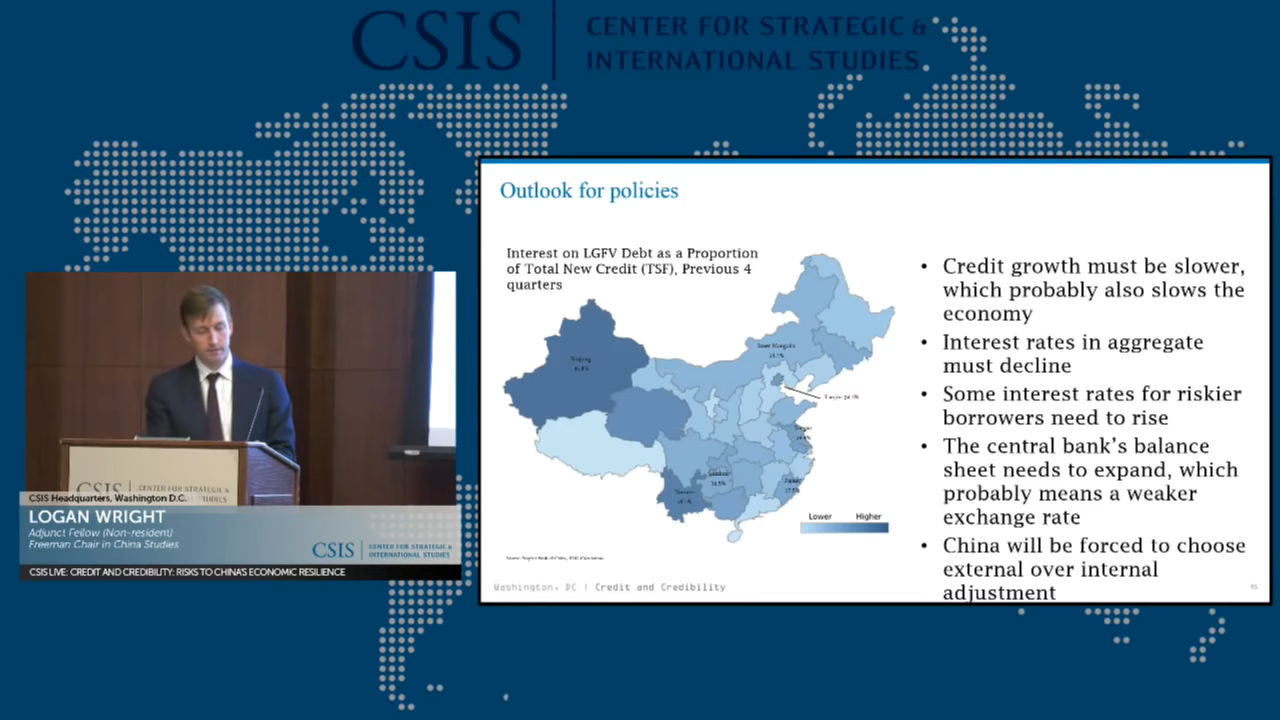 CSIS
CENTER FOR STRATEGIC &
INTERNATIONAL STUDIES
Outlook for policies
Interest on LGFV Debt as a Proportion
of Total New Credit (TSF), Previous 4
quarters
Lower Higher
Washington, DC | Credit and Credibility
• Credit growth must be slower,
which probably also slows the
economy
• Interest rates in aggregate
must decline
• Some interest rates for riskier
borrowers need to rise
• The central bank's balance
sheet needs to expand, which
probably means a weaker
exchange rate
• China will be forced to choose
external over internal
adjustment
CSIS
CENTER FOR STRATEGIC &
STUDIES
CSIS Headquarters, Washington D.C.
LOGAN WRIGHT
Adjunct Fellow (Non-resident)
Freeman Chair in China Studies
CSIS
CENTER FOR STRATEGIC &
INTERNATIONAL STUDIES
CSIS LIVE: CREDIT AND CREDIBILITY: RISKS TO CHINA'S ECONOMIC RESILIENCE